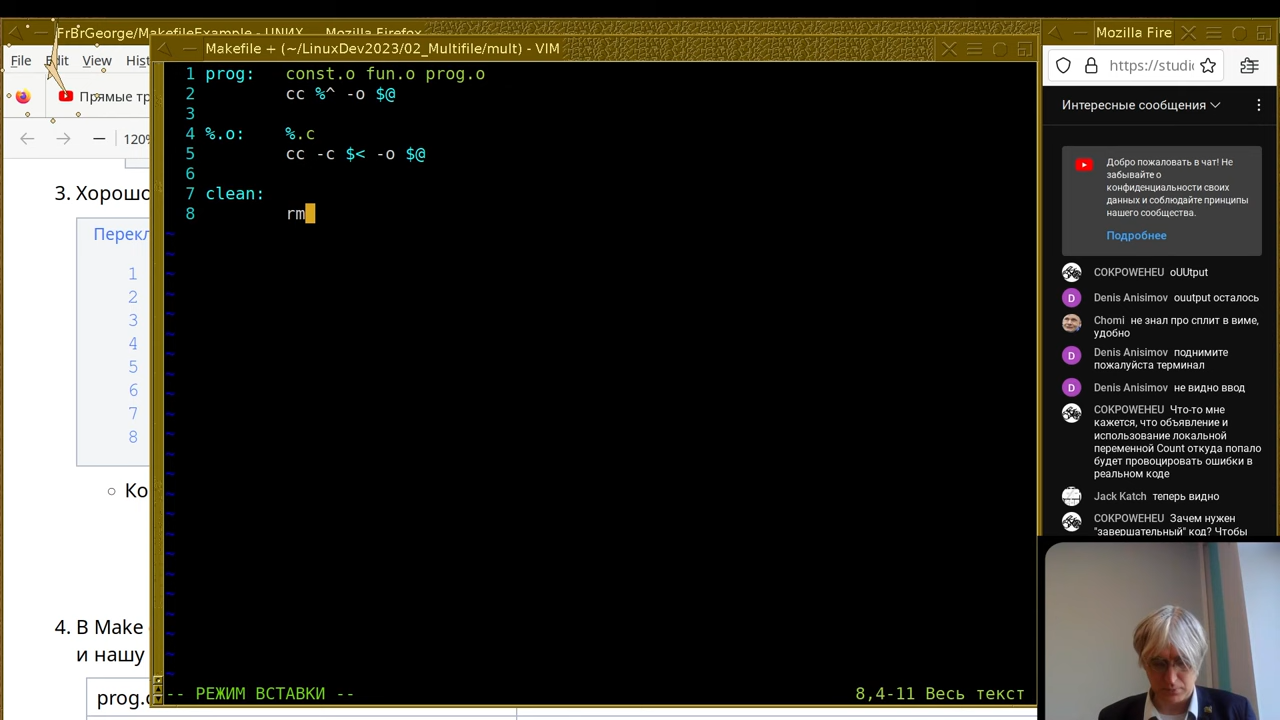 FrBrGeorge/MakefileExample - UNИX — Mozilla Firefox
File Edit View Hist
Прямые тр
120%
3. Хорошо
Перекл
1
2
3
4
5
6
7
8
Ко
4. В Make
и нашу
prog.c
Makefile + (~/LinuxDev2023/02_Multifile/mult) - VIM
1 prog: const.o fun.o prog.o
2 cc %^ -o $@
3
4 %.o: %.c
5 cc -c $< -o $@
6
7 clean:
8 rm
-- РЕЖИМ ВСТАВКИ -- 8,4-11 Весь текст
Mozilla Fire
https://studi
Интересные сообщения
Добро пожаловать в чат! Не
забывайте о
конфиденциальности своих
данных и соблюдайте принципы
нашего сообщества.
Подробнее
COKPOWEHEU oUUtput
Denis Anisimov ouutput осталось
Chomi не знал про сплит в виме,
удобно
Denis Anisimov поднимите
пожалуйста терминал
Denis Anisimov не видно ввод
COKPOWEHEU Что-то мне
кажется, что объявление и
использование локальной
переменной Count откуда попало
будет провоцировать ошибки в
реальном коде
Jack Katch теперь видно
COKPOWEHEU Зачем нужен
"завершательный" код? Чтобы